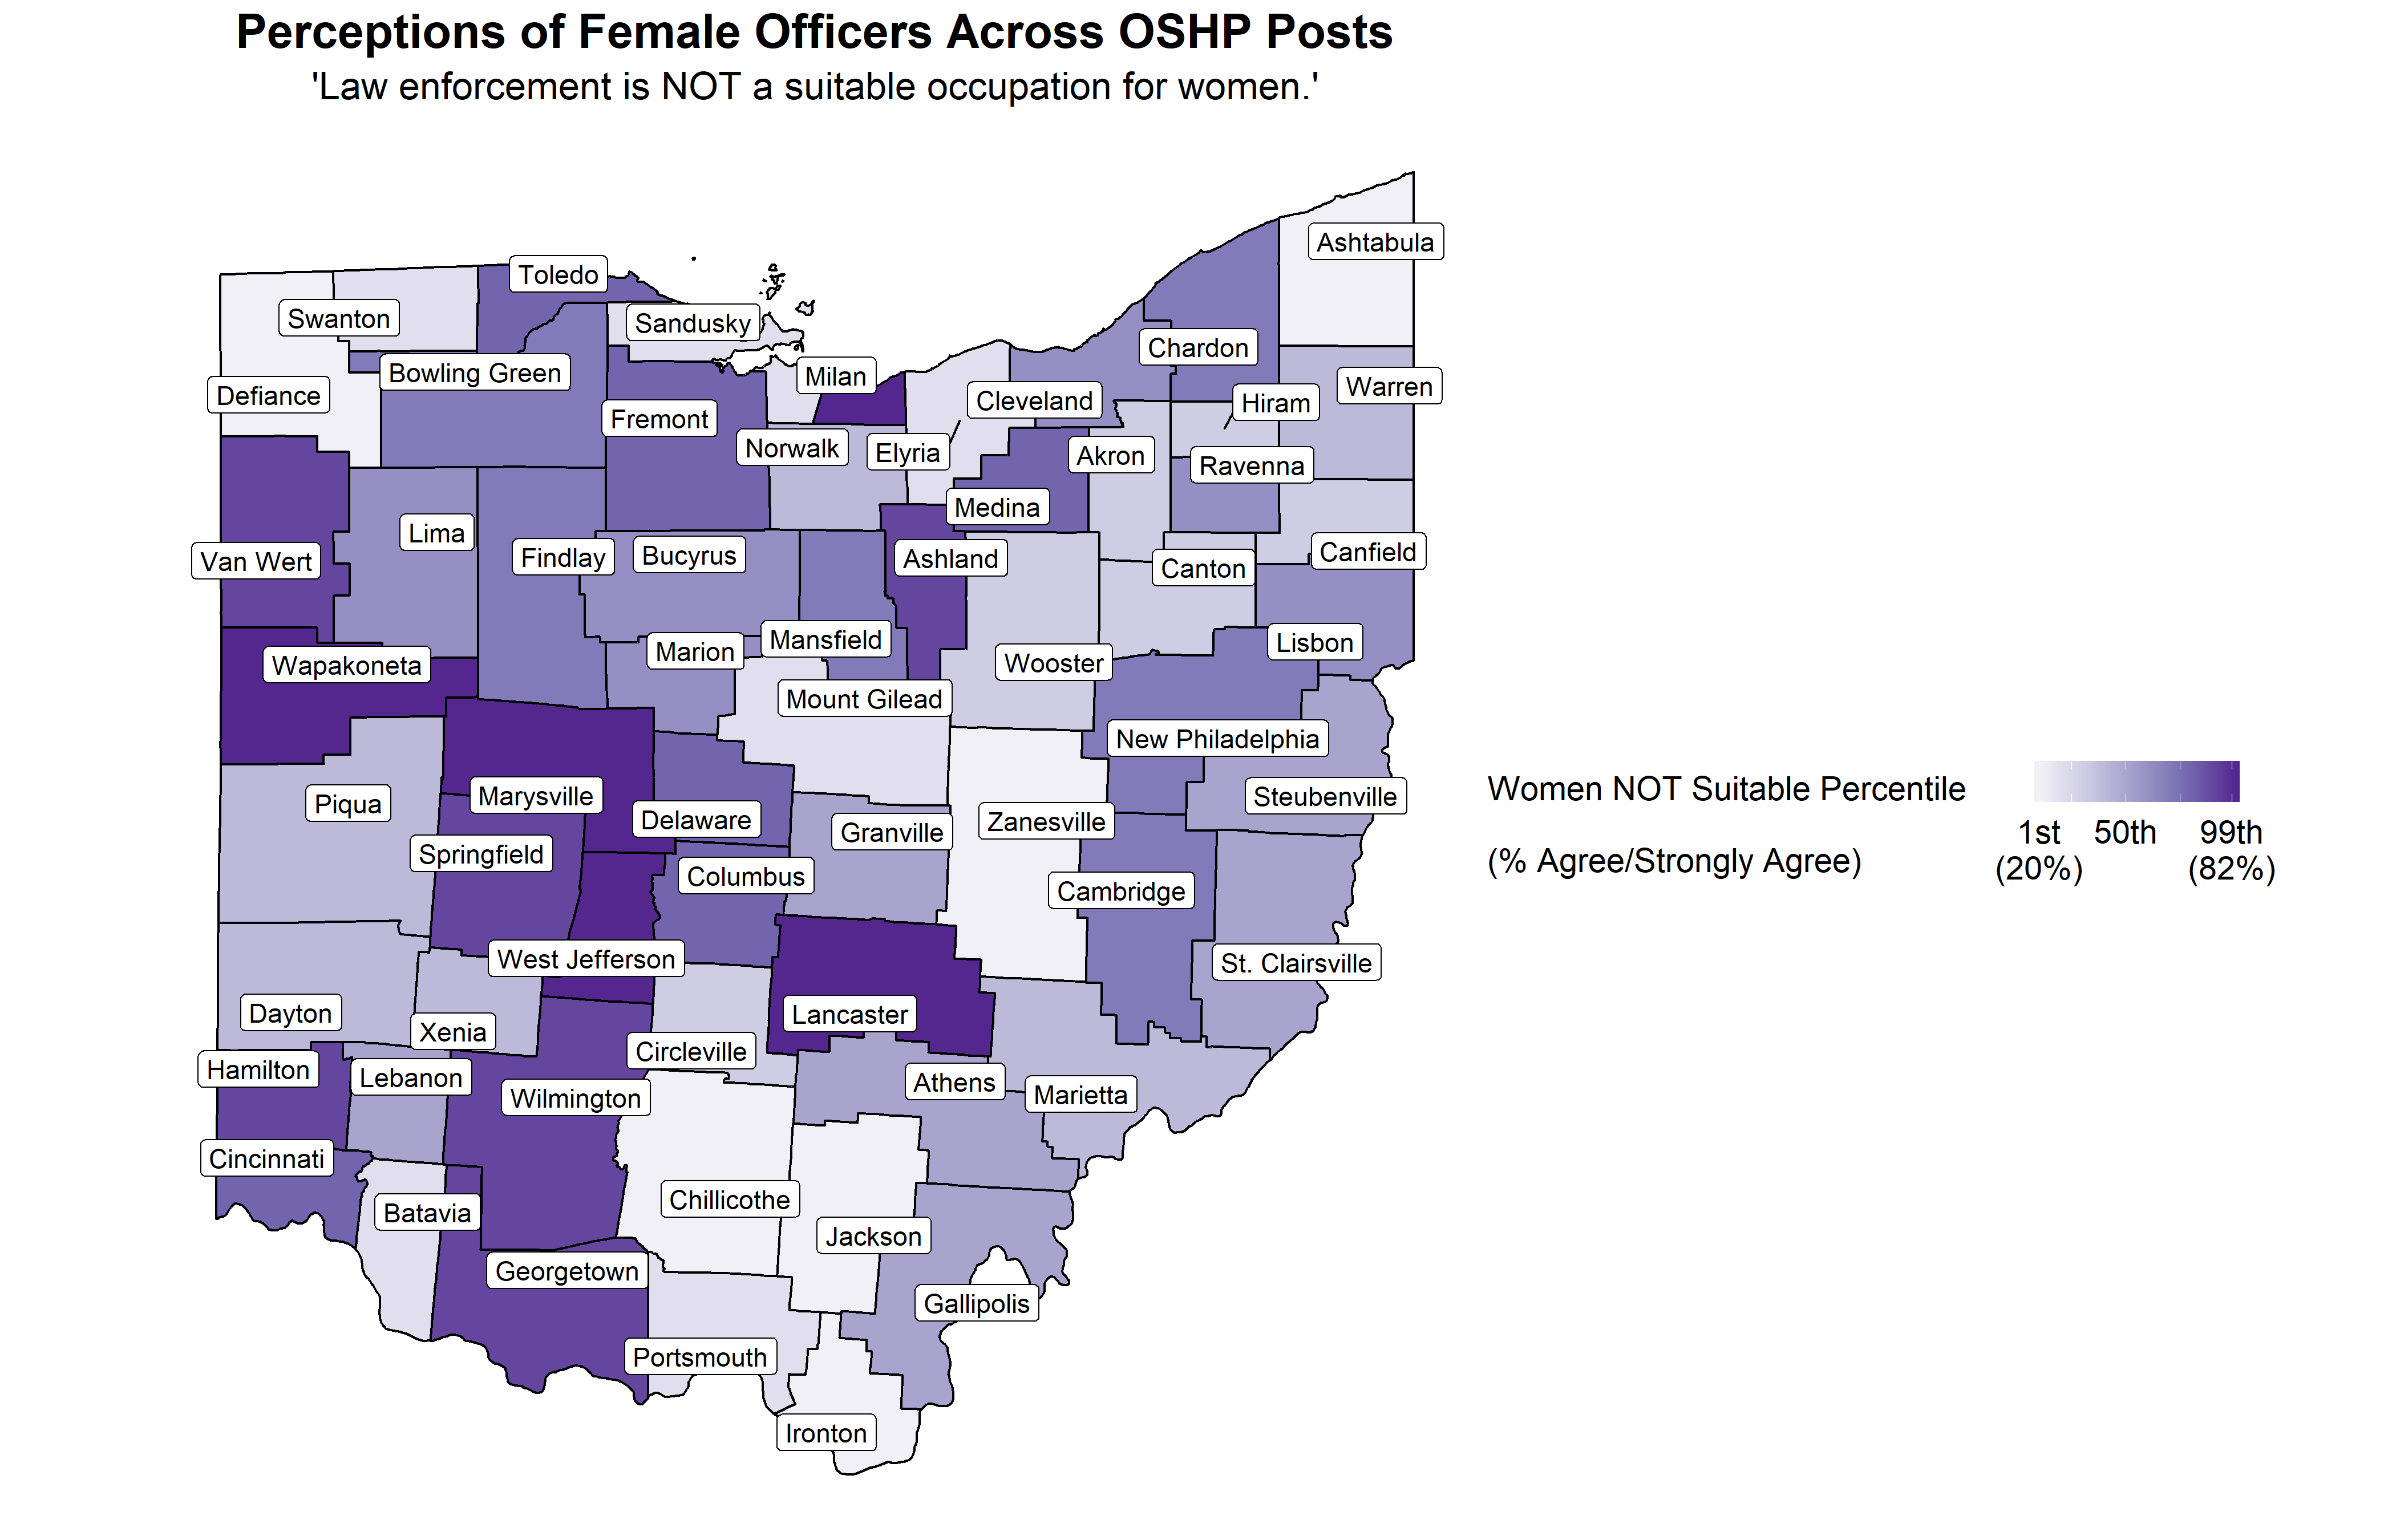 Perceptions of Female Officers Across OSHP Posts
'Law enforcement is NOT a suitable occupation for women.'
Ashtabula
Toledo
Swanton
Sandusky
Chardon
Bowling Green
Milan
Warren
Defiance
Cleveland
Hiram
Fremont
Norwalk
Elyria
Akron
Ravenna
Medina
Lima
Van Wert
Findlay
Bucyrus
Ashland
Canton
Canfield
Wapakoneta
Marion
Mansfield
Wooster
Lisbon
Mount Gilead
New Philadelphia
Piqua
Marysville
Delaware
Granville
Zanesville
Steubenville
Springfield
Columbus
Cambridge
West Jefferson
St. Clairsville
Dayton
Xenia
Lancaster
Circleville
Hamilton
Lebanon
Wilmington
Athens
Marietta
Cincinnati
Batavia
Chillicothe
Jackson
Georgetown
Gallipolis
Portsmouth
Ironton
Women NOT Suitable Percentile
(% Agree/Strongly Agree)
1st 50th 99th
(20%) (82%)